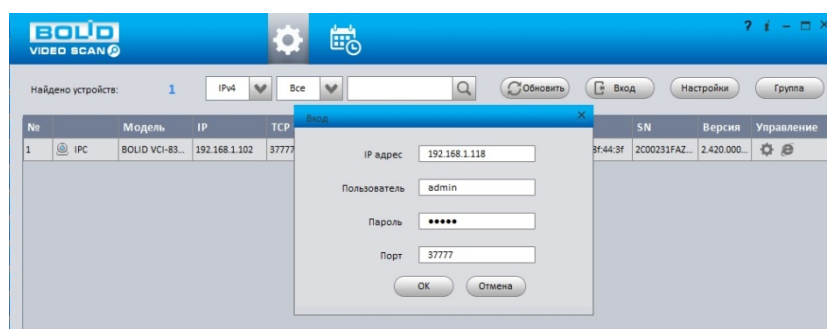 BOLID
VIDEO SCAN
? i
Найдено устройств: 1 IPv4 Все Обновить Вход Настройки Группа
№ Модель IP TCP SN Версия Управление
1 IPC BOLID VCI-83... 192.168.1.102 37777 3f:44:3f 2C00231FAZ... 2.420.000...
Вход
IP адрес 192.168.1.118
Пользователь admin
Пароль •••••
Порт 37777
OK Отмена